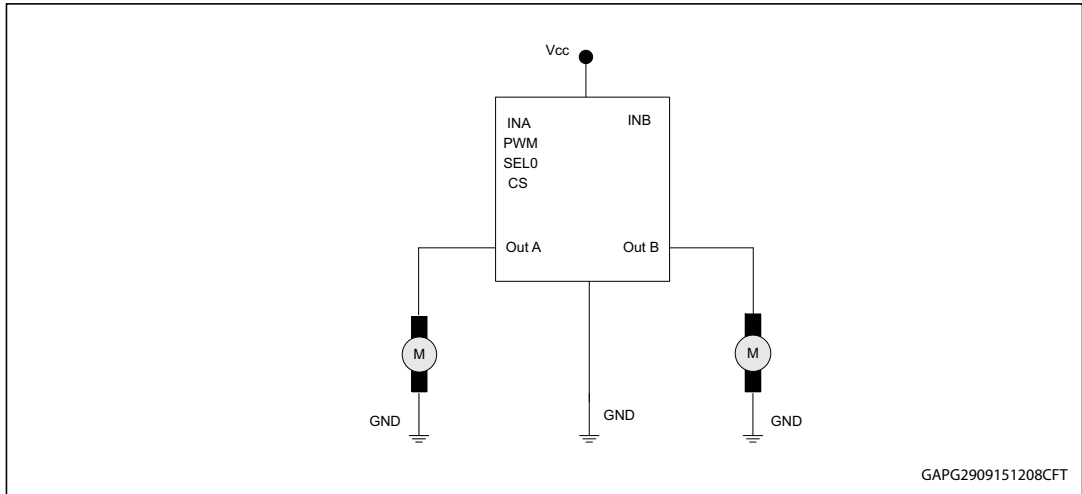 Vcc
INA INB
PWM
SEL0
CS
Out A Out B
M M
GND GND GND
GAPG2909151208CFT